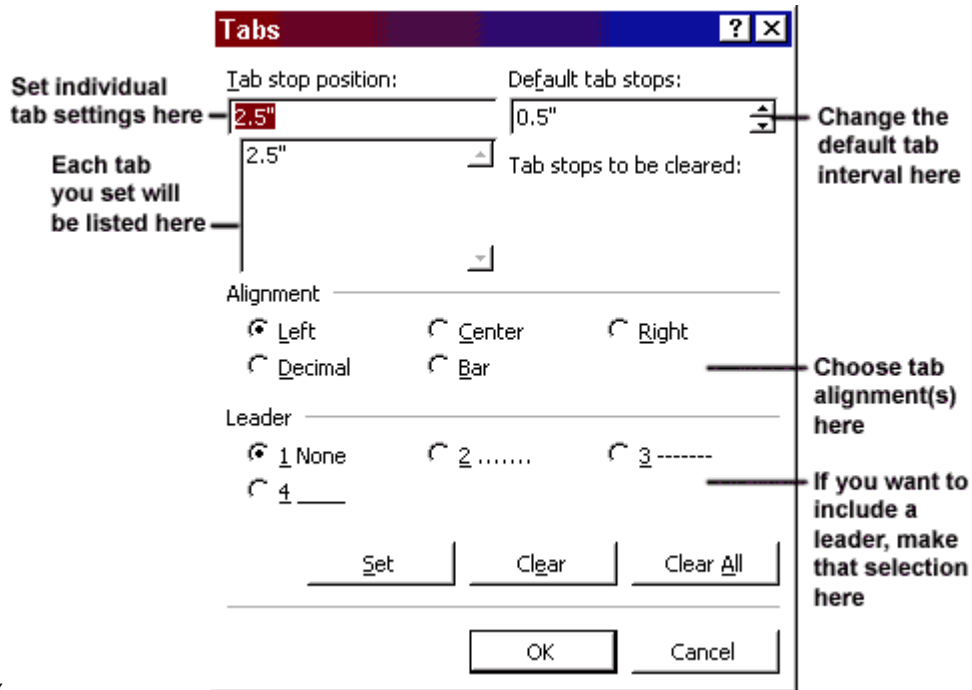 Tabs
? X
Tab stop position:
Default tab stops:
Set individual
tab settings here
2.5"
0.5"
Change the
default tab
interval here
2.5"
Tab stops to be cleared:
Each tab
you set will
be listed here
Alignment
Left
Center
Right
Decimal
Bar
Choose tab
alignment(s)
here
Leader
1 None
2 .......
3 -------
4 ____
If you want to
include a
leader, make
that selection
here
Set
Clear
Clear All
OK
Cancel